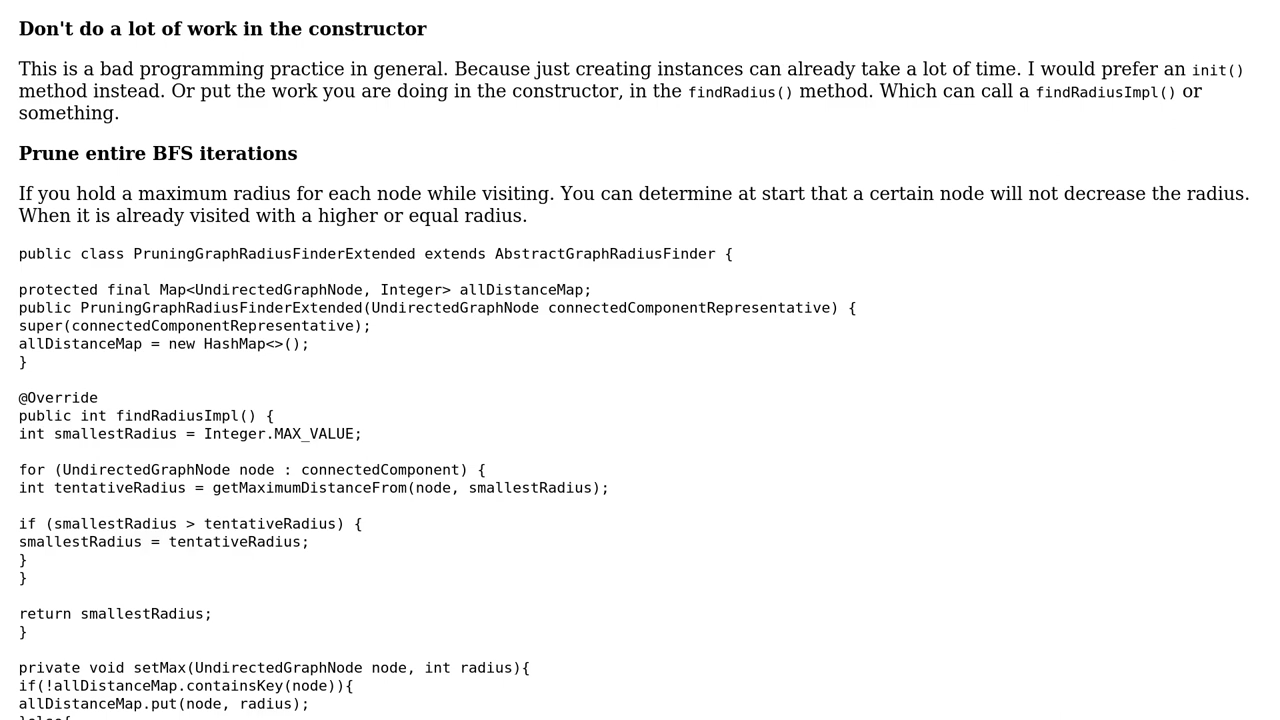 Don't do a lot of work in the constructor
This is a bad programming practice in general. Because just creating instances can already take a lot of time. I would prefer an init()
method instead. Or put the work you are doing in the constructor, in the findRadius() method. Which can call a findRadiusImpl() or
something.
Prune entire BFS iterations
If you hold a maximum radius for each node while visiting. You can determine at start that a certain node will not decrease the radius.
When it is already visited with a higher or equal radius.
public class PruningGraphRadiusFinderExtended extends AbstractGraphRadiusFinder {
protected final Map<UndirectedGraphNode, Integer> allDistanceMap;
public PruningGraphRadiusFinderExtended(UndirectedGraphNode connectedComponentRepresentative) {
super(connectedComponentRepresentative);
allDistanceMap = new HashMap<>();
}
@Override
public int findRadiusImpl() {
int smallestRadius = Integer.MAX_VALUE;
for (UndirectedGraphNode node : connectedComponent) {
int tentativeRadius = getMaximumDistanceFrom(node, smallestRadius);
if (smallestRadius > tentativeRadius) {
smallestRadius = tentativeRadius;
}
}
return smallestRadius;
}
private void setMax(UndirectedGraphNode node, int radius){
if(!allDistanceMap.containsKey(node)){
allDistanceMap.put(node, radius);
}else{